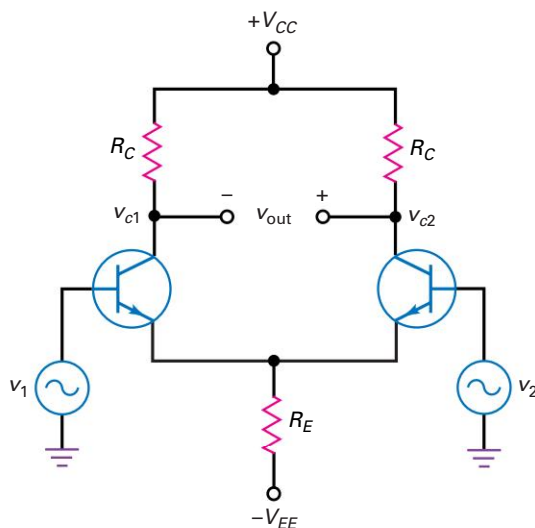 +V_CC
R_C R_C
v_c1 − v_out + v_c2
v_1 v_2
R_E
−V_EE